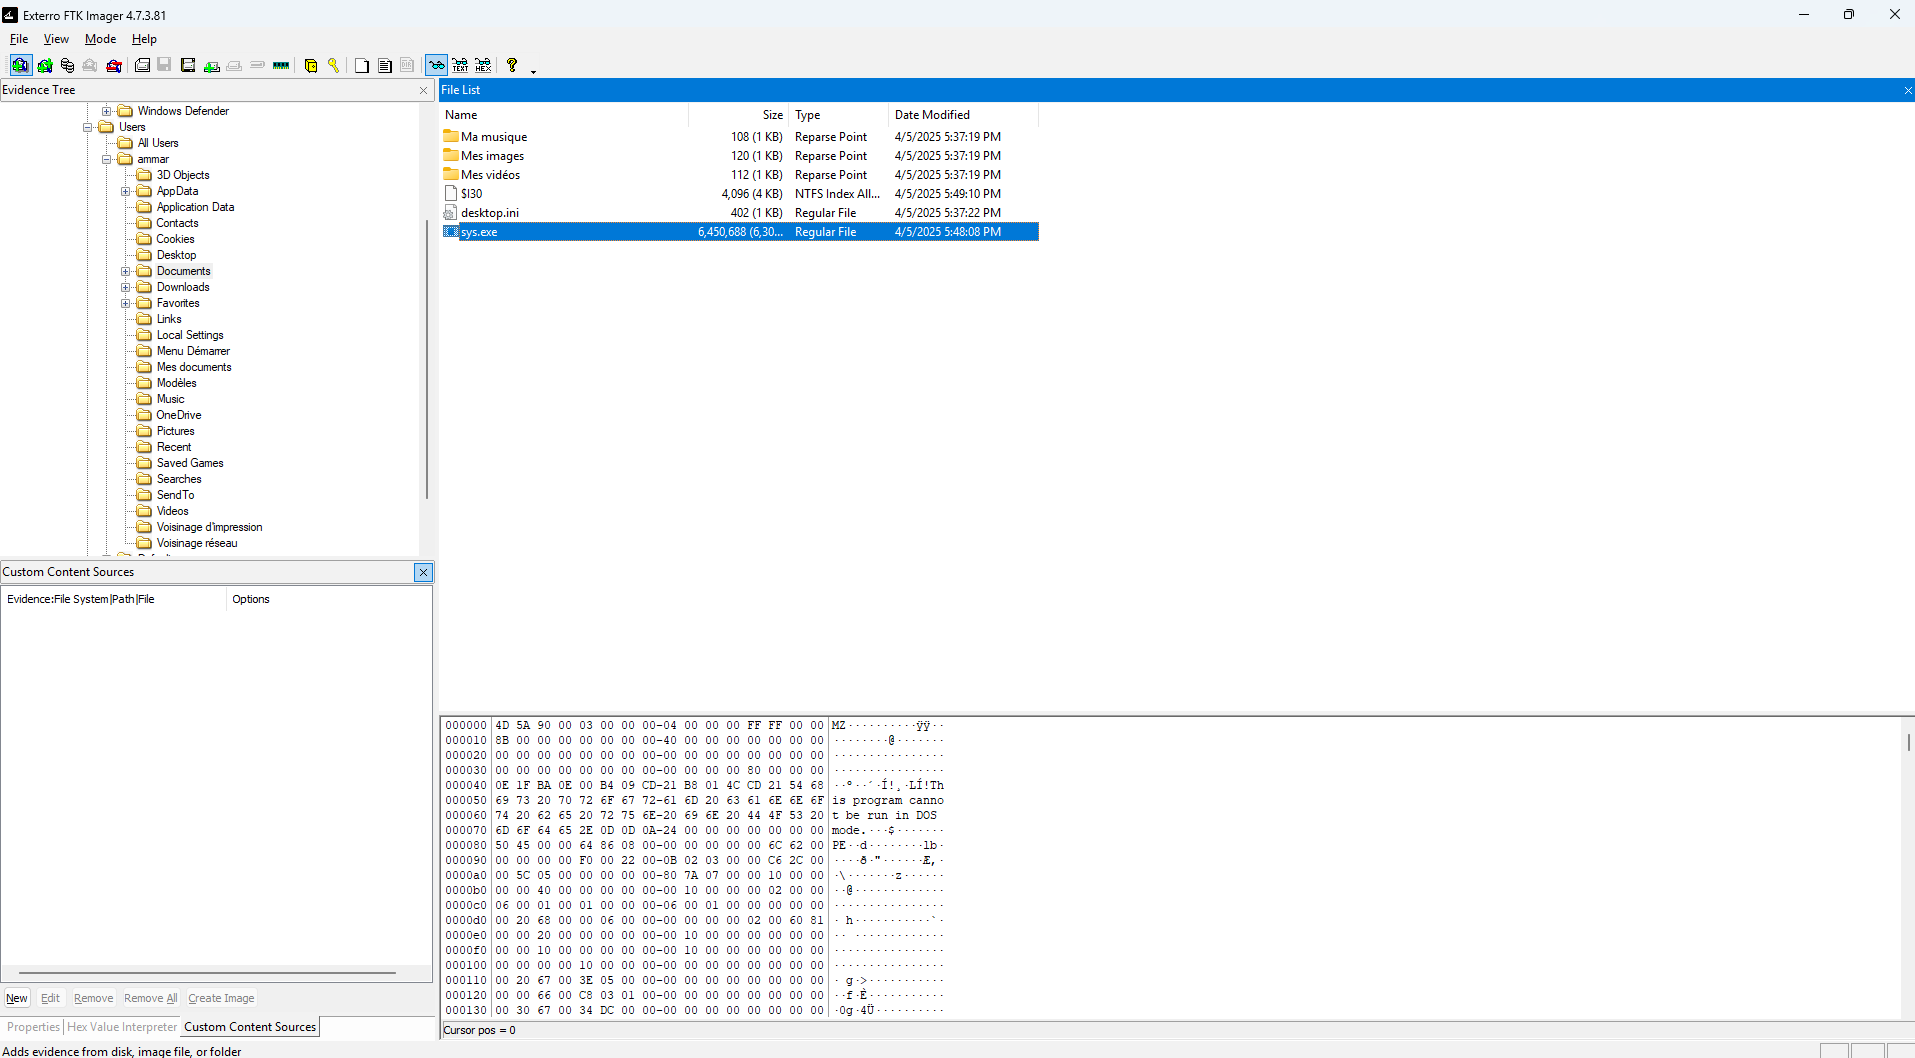 Exterro FTK Imager 4.7.3.81
File View Mode Help
Evidence Tree
Windows Defender
Users
All Users
ammar
3D Objects
AppData
Application Data
Contacts
Cookies
Desktop
Documents
Downloads
Favorites
Links
Local Settings
Menu Démarrer
Mes documents
Modèles
Music
OneDrive
Pictures
Recent
Saved Games
Searches
SendTo
Videos
Voisinage d'impression
Voisinage réseau
Custom Content Sources
Evidence:File System|Path|File Options
New Edit Remove Remove All Create Image
Properties Hex Value Interpreter Custom Content Sources
Adds evidence from disk, image file, or folder
File List
Name Size Type Date Modified
Ma musique 108 (1 KB) Reparse Point 4/5/2025 5:37:19 PM
Mes images 120 (1 KB) Reparse Point 4/5/2025 5:37:19 PM
Mes vidéos 112 (1 KB) Reparse Point 4/5/2025 5:37:19 PM
$I30 4,096 (4 KB) NTFS Index All... 4/5/2025 5:49:10 PM
desktop.ini 402 (1 KB) Regular File 4/5/2025 5:37:22 PM
sys.exe 6,450,688 (6,30... Regular File 4/5/2025 5:48:08 PM
000000 4D 5A 90 00 03 00 00 00-04 00 00 00 FF FF 00 00 MZ··········ÿÿ··
000010 8B 00 00 00 00 00 00 00-40 00 00 00 00 00 00 00 ········@·······
000020 00 00 00 00 00 00 00 00-00 00 00 00 00 00 00 00 ················
000030 00 00 00 00 00 00 00 00-00 00 00 00 80 00 00 00 ················
000040 0E 1F BA 0E 00 B4 09 CD-21 B8 01 4C CD 21 54 68 ··º··´·Í!¸·LÍ!Th
000050 69 73 20 70 72 6F 67 72-61 6D 20 63 61 6E 6E 6F is program canno
000060 74 20 62 65 20 72 75 6E-20 69 6E 20 44 4F 53 20 t be run in DOS
000070 6D 6F 64 65 2E 0D 0D 0A-24 00 00 00 00 00 00 00 mode.···$·······
000080 50 45 00 00 64 86 08 00-00 00 00 00 00 6C 62 00 PE··d········lb·
000090 00 00 00 00 F0 00 22 00-0B 02 03 00 00 C6 2C 00 ····ð·"······Æ,·
0000a0 00 5C 05 00 00 00 00 00-80 7A 07 00 00 10 00 00 ·\·······z······
0000b0 00 00 40 00 00 00 00 00-00 10 00 00 00 02 00 00 ··@·············
0000c0 06 00 01 00 01 00 00 00-06 00 01 00 00 00 00 00 ················
0000d0 00 20 68 00 00 06 00 00-00 00 00 00 02 00 60 81 · h···········`·
0000e0 00 00 20 00 00 00 00 00-00 10 00 00 00 00 00 00 ·· ·············
0000f0 00 00 10 00 00 00 00 00-00 10 00 00 00 00 00 00 ················
000100 00 00 00 00 10 00 00 00-00 00 00 00 00 00 00 00 ················
000110 00 20 67 00 3E 05 00 00-00 00 00 00 00 00 00 00 · g·>···········
000120 00 00 66 00 C8 03 01 00-00 00 00 00 00 00 00 00 ··f·È···········
000130 00 30 67 00 34 DC 00 00-00 00 00 00 00 00 00 00 ·0g·4Ü··········
Cursor pos = 0